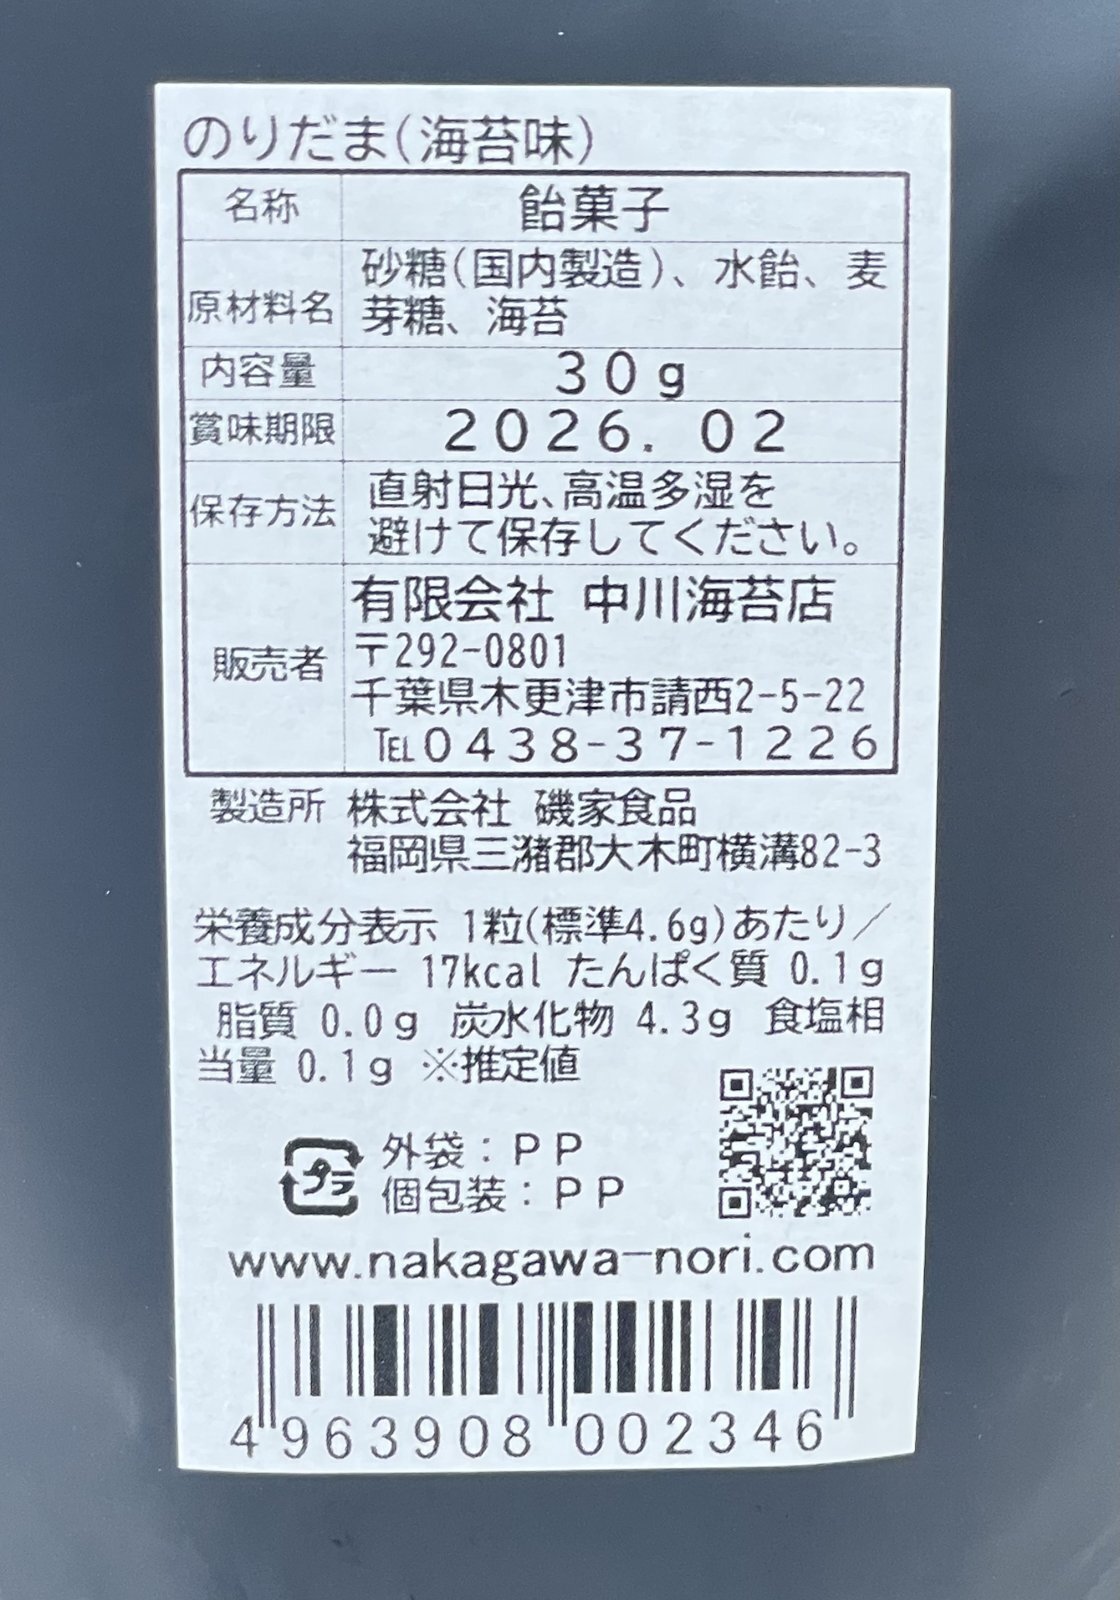 のりだま(海苔味)
名称 飴菓子
原材料名 砂糖(国内製造)、水飴、麦
芽糖、海苔
内容量 30g
賞味期限 2026.02
保存方法 直射日光、高温多湿を
避けて保存してください。
販売者 有限会社 中川海苔店
〒292-0801
千葉県木更津市請西2-5-22
℡0438-37-1226
製造所 株式会社 磯家食品
福岡県三潴郡大木町横溝82-3
栄養成分表示 1粒(標準4.6g)あたり/
エネルギー 17kcal たんぱく質 0.1g
脂質 0.0g 炭水化物 4.3g 食塩相
当量 0.1g ※推定値
プラ
外袋:PP
個包装:PP
www.nakagawa-nori.com
4963908002346